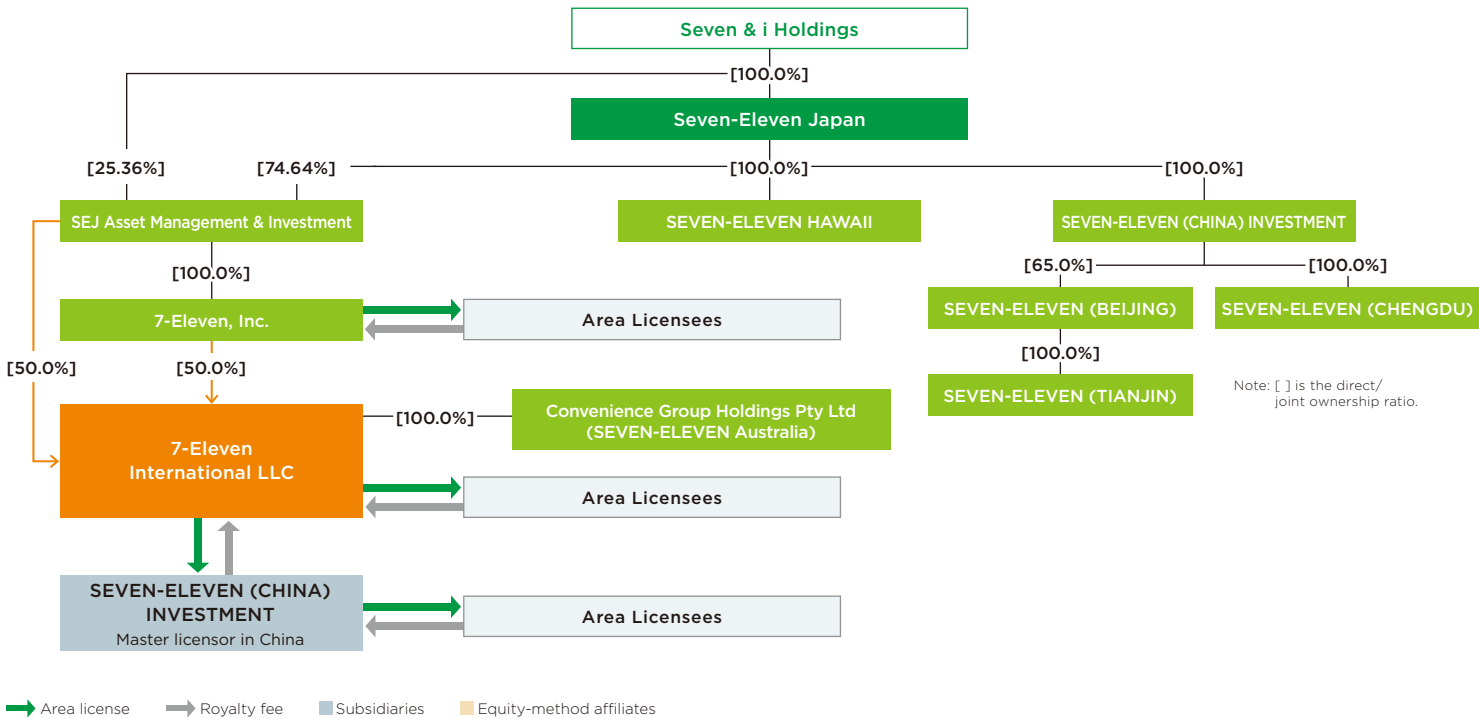 Seven & i Holdings
[100.0%]
Seven-Eleven Japan
[25.36%]
[74.64%]
[100.0%]
[100.0%]
SEJ Asset Management & Investment
SEVEN-ELEVEN HAWAII
SEVEN-ELEVEN (CHINA) INVESTMENT
[100.0%]
[65.0%]
[100.0%]
7-Eleven, Inc.
Area Licensees
SEVEN-ELEVEN (BEIJING)
SEVEN-ELEVEN (CHENGDU)
[50.0%]
[50.0%]
[100.0%]
SEVEN-ELEVEN (TIANJIN)
Note: [ ] is the direct/
joint ownership ratio.
7-Eleven
International LLC
[100.0%]
Convenience Group Holdings Pty Ltd
(SEVEN-ELEVEN Australia)
Area Licensees
SEVEN-ELEVEN (CHINA)
INVESTMENT
Master licensor in China
Area Licensees
Area license
Royalty fee
Subsidiaries
Equity-method affiliates